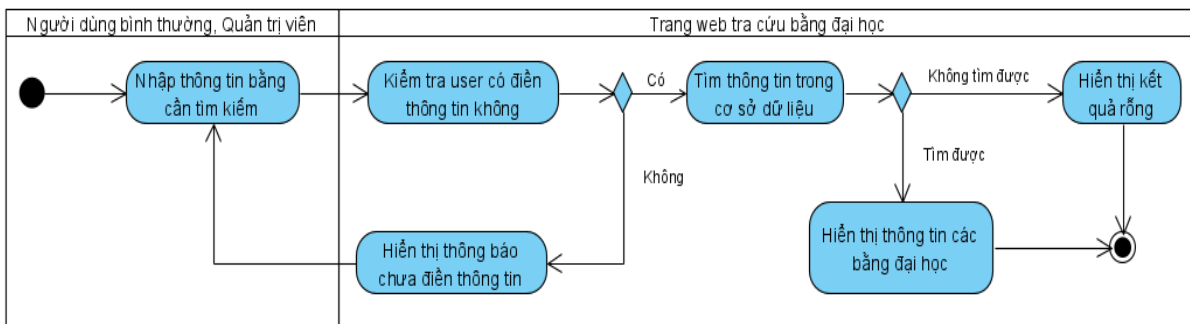 Người dùng bình thường, Quản trị viên
Trang web tra cứu bằng đại học
Nhập thông tin bằng
cần tìm kiếm
Kiểm tra user có điền
thông tin không
Có
Tìm thông tin trong
cơ sở dữ liệu
Không tìm được
Hiển thị kết
quả rỗng
Tìm được
Không
Hiển thị thông tin các
bằng đại học
Hiển thị thông báo
chưa điền thông tin